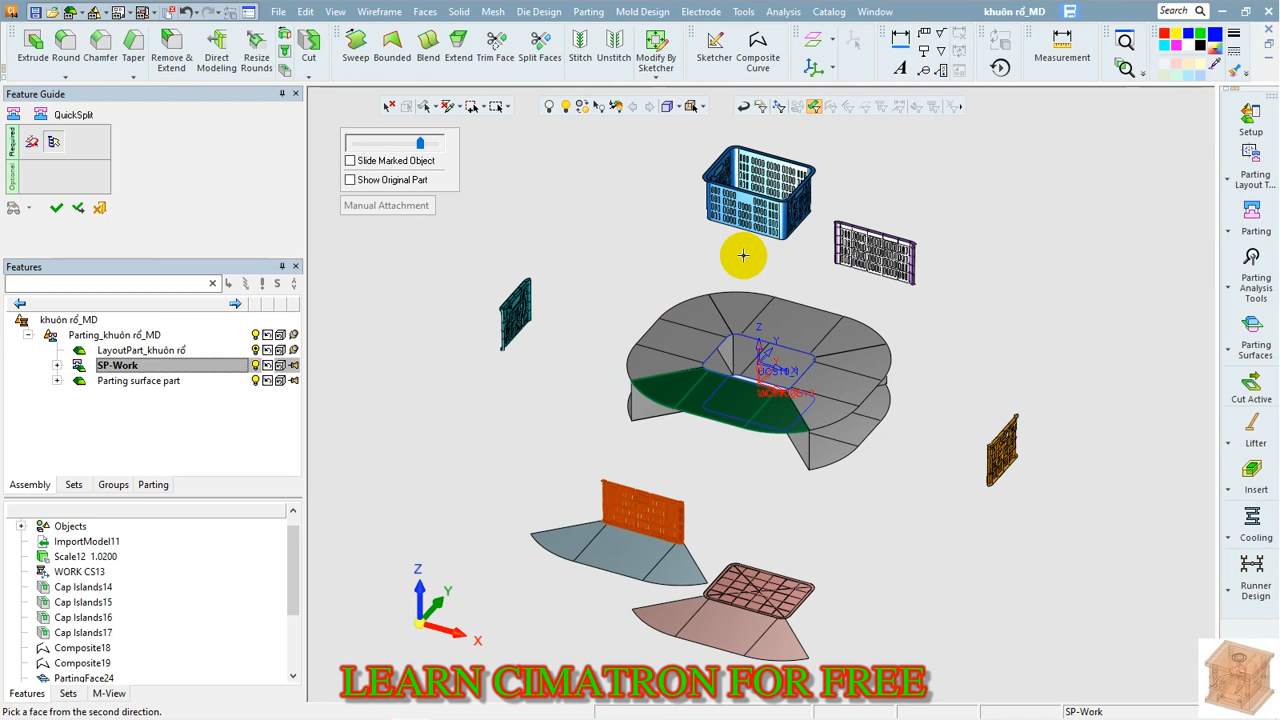 File Edit View Wireframe Faces Solid Mesh Die Design Parting Mold Design Electrode Tools Analysis Catalog Window khuôn rổ_MD Search
Extrude Round Chamfer Taper Remove & Extend Direct Modeling Resize Rounds Cut Sweep Bounded Blend Extend Trim Faces Split Faces Stitch Unstitch Modify By Sketcher Sketcher Composite Curve Measurement
Feature Guide
QuickSplit
Required
Optional
Slide Marked Object
Show Original Part
Manual Attachment
Features
khuôn rổ_MD
Parting_khuôn rổ_MD
LayoutPart_khuôn rổ
SP-Work
Parting surface part
Assembly Sets Groups Parting
Objects
ImportModel11
Scale12 1.0200
WORK CS13
Cap Islands14
Cap Islands15
Cap Islands16
Cap Islands17
Composite18
Composite19
PartingFace24
Features Sets M-View
Pick a face from the second direction.
SP-Work
Z
Y
X
Z
Y
Setup
Parting Layout T...
Parting
Parting Analysis Tools
Parting Surfaces
Cut Active
Lifter
Insert
Cooling
Runner Design
LEARN CIMATRON FOR FREE